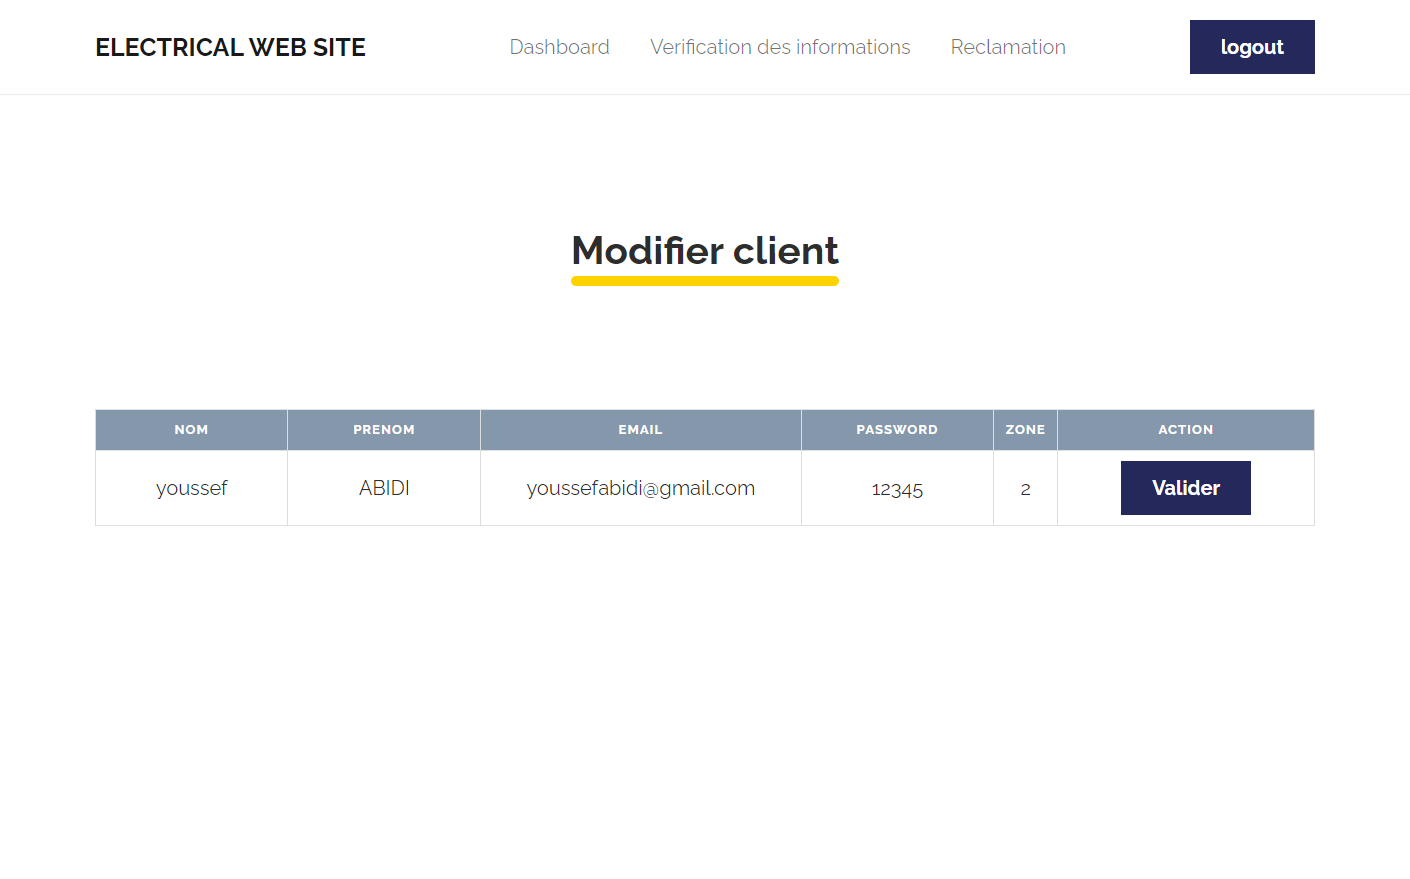 ELECTRICAL WEB SITE Dashboard Verification des informations Reclamation logout
Modifier client
NOM PRENOM EMAIL PASSWORD ZONE ACTION
youssef ABIDI youssefabidi@gmail.com 12345 2 Valider